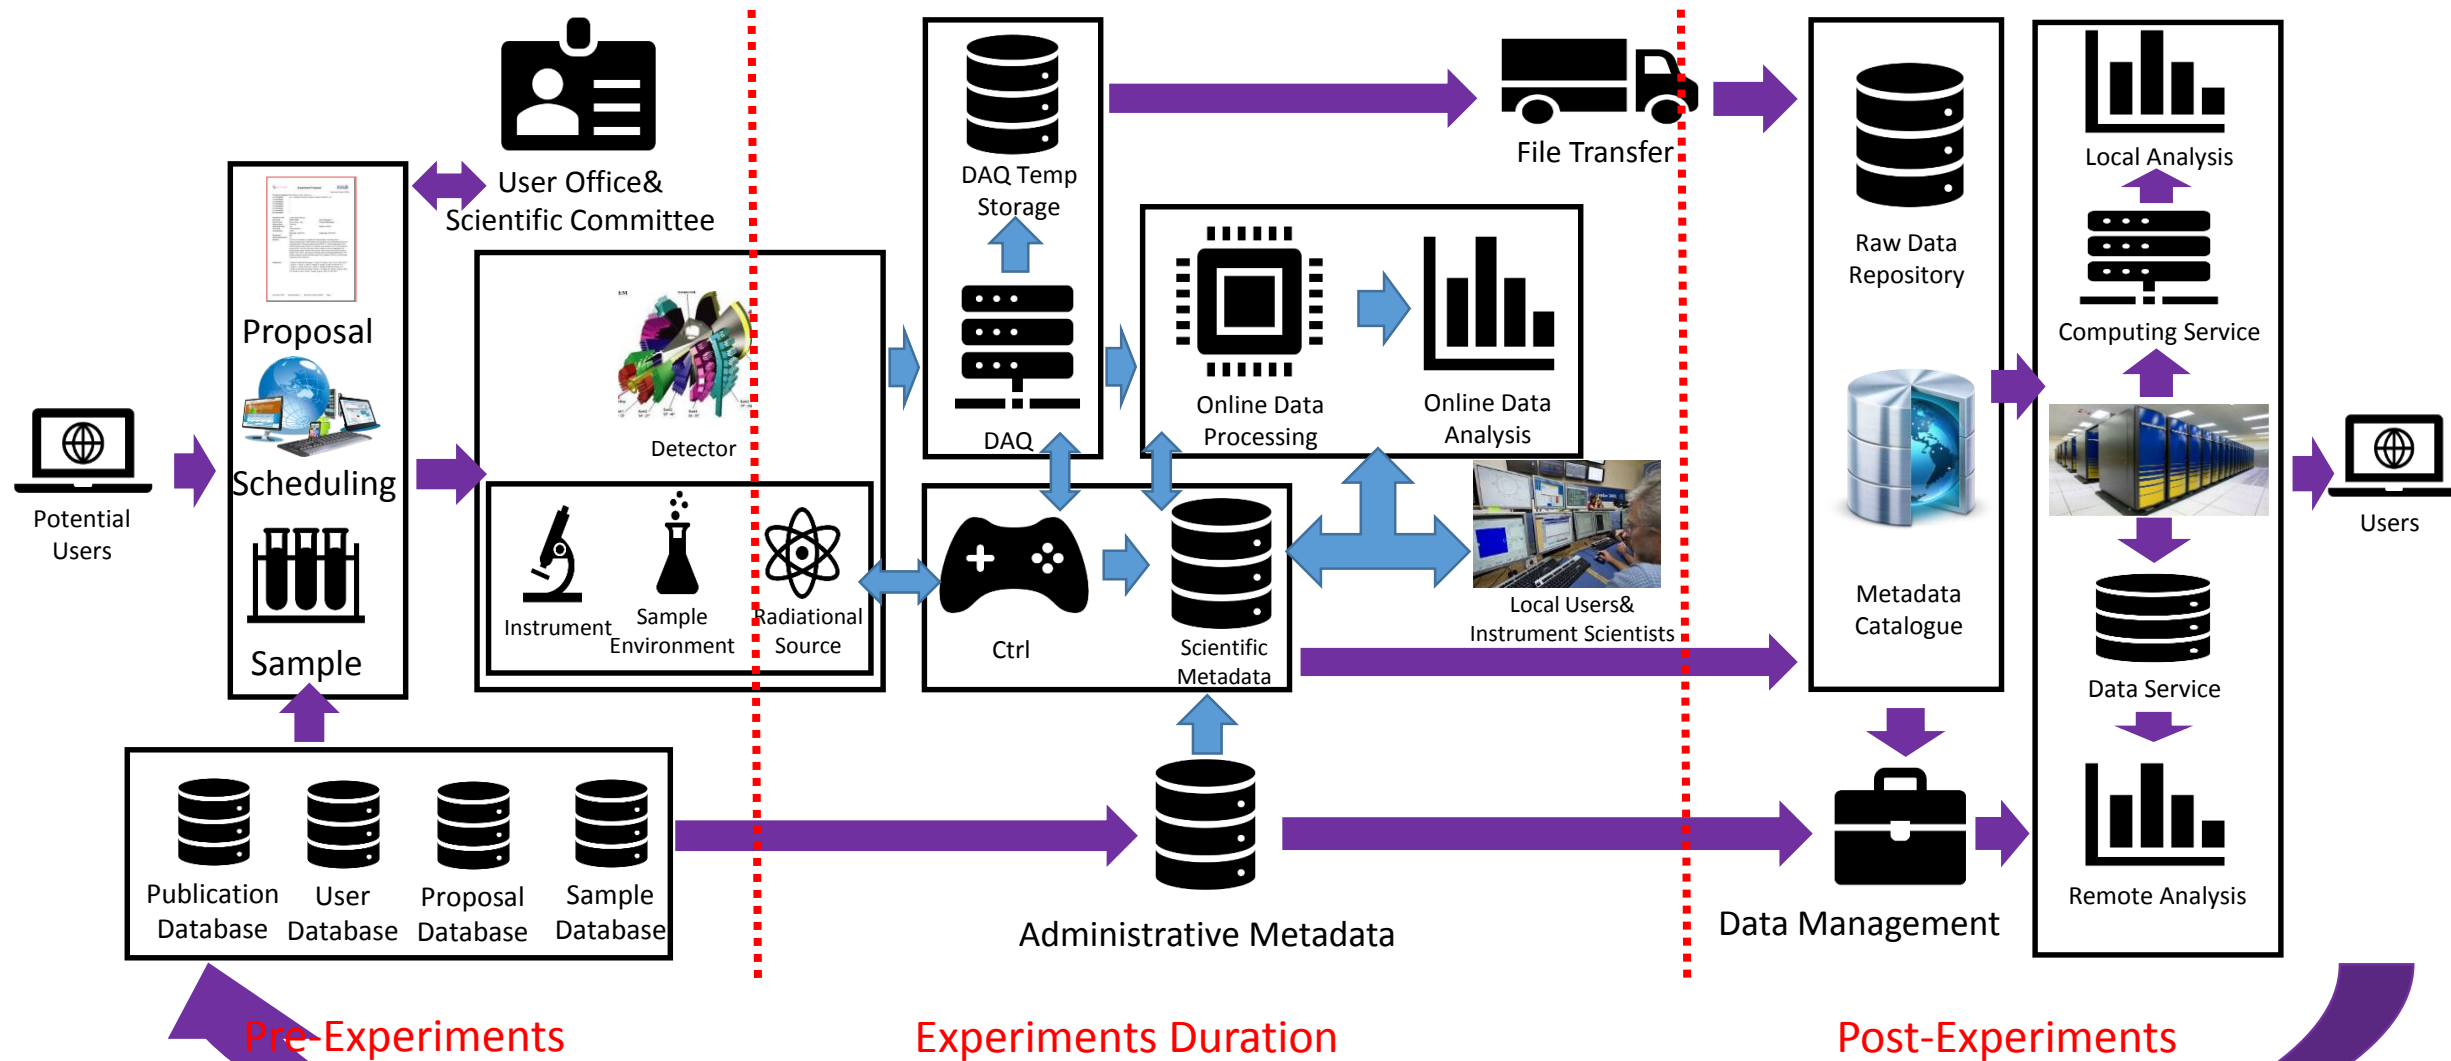 User Office&
Scientific Committee
Proposal
Scheduling
Sample
Potential
Users
Detector
Instrument
Sample
Environment
Radiational
Source
Publication
Database
User
Database
Proposal
Database
Sample
Database
Pre-Experiments
DAQ Temp
Storage
DAQ
Online Data
Processing
Online Data
Analysis
Ctrl
Scientific
Metadata
Local Users&
Instrument Scientists
Administrative Metadata
File Transfer
Experiments Duration
Raw Data
Repository
Metadata
Catalogue
Data Management
Local Analysis
Computing Service
Data Service
Remote Analysis
Users
Post-Experiments